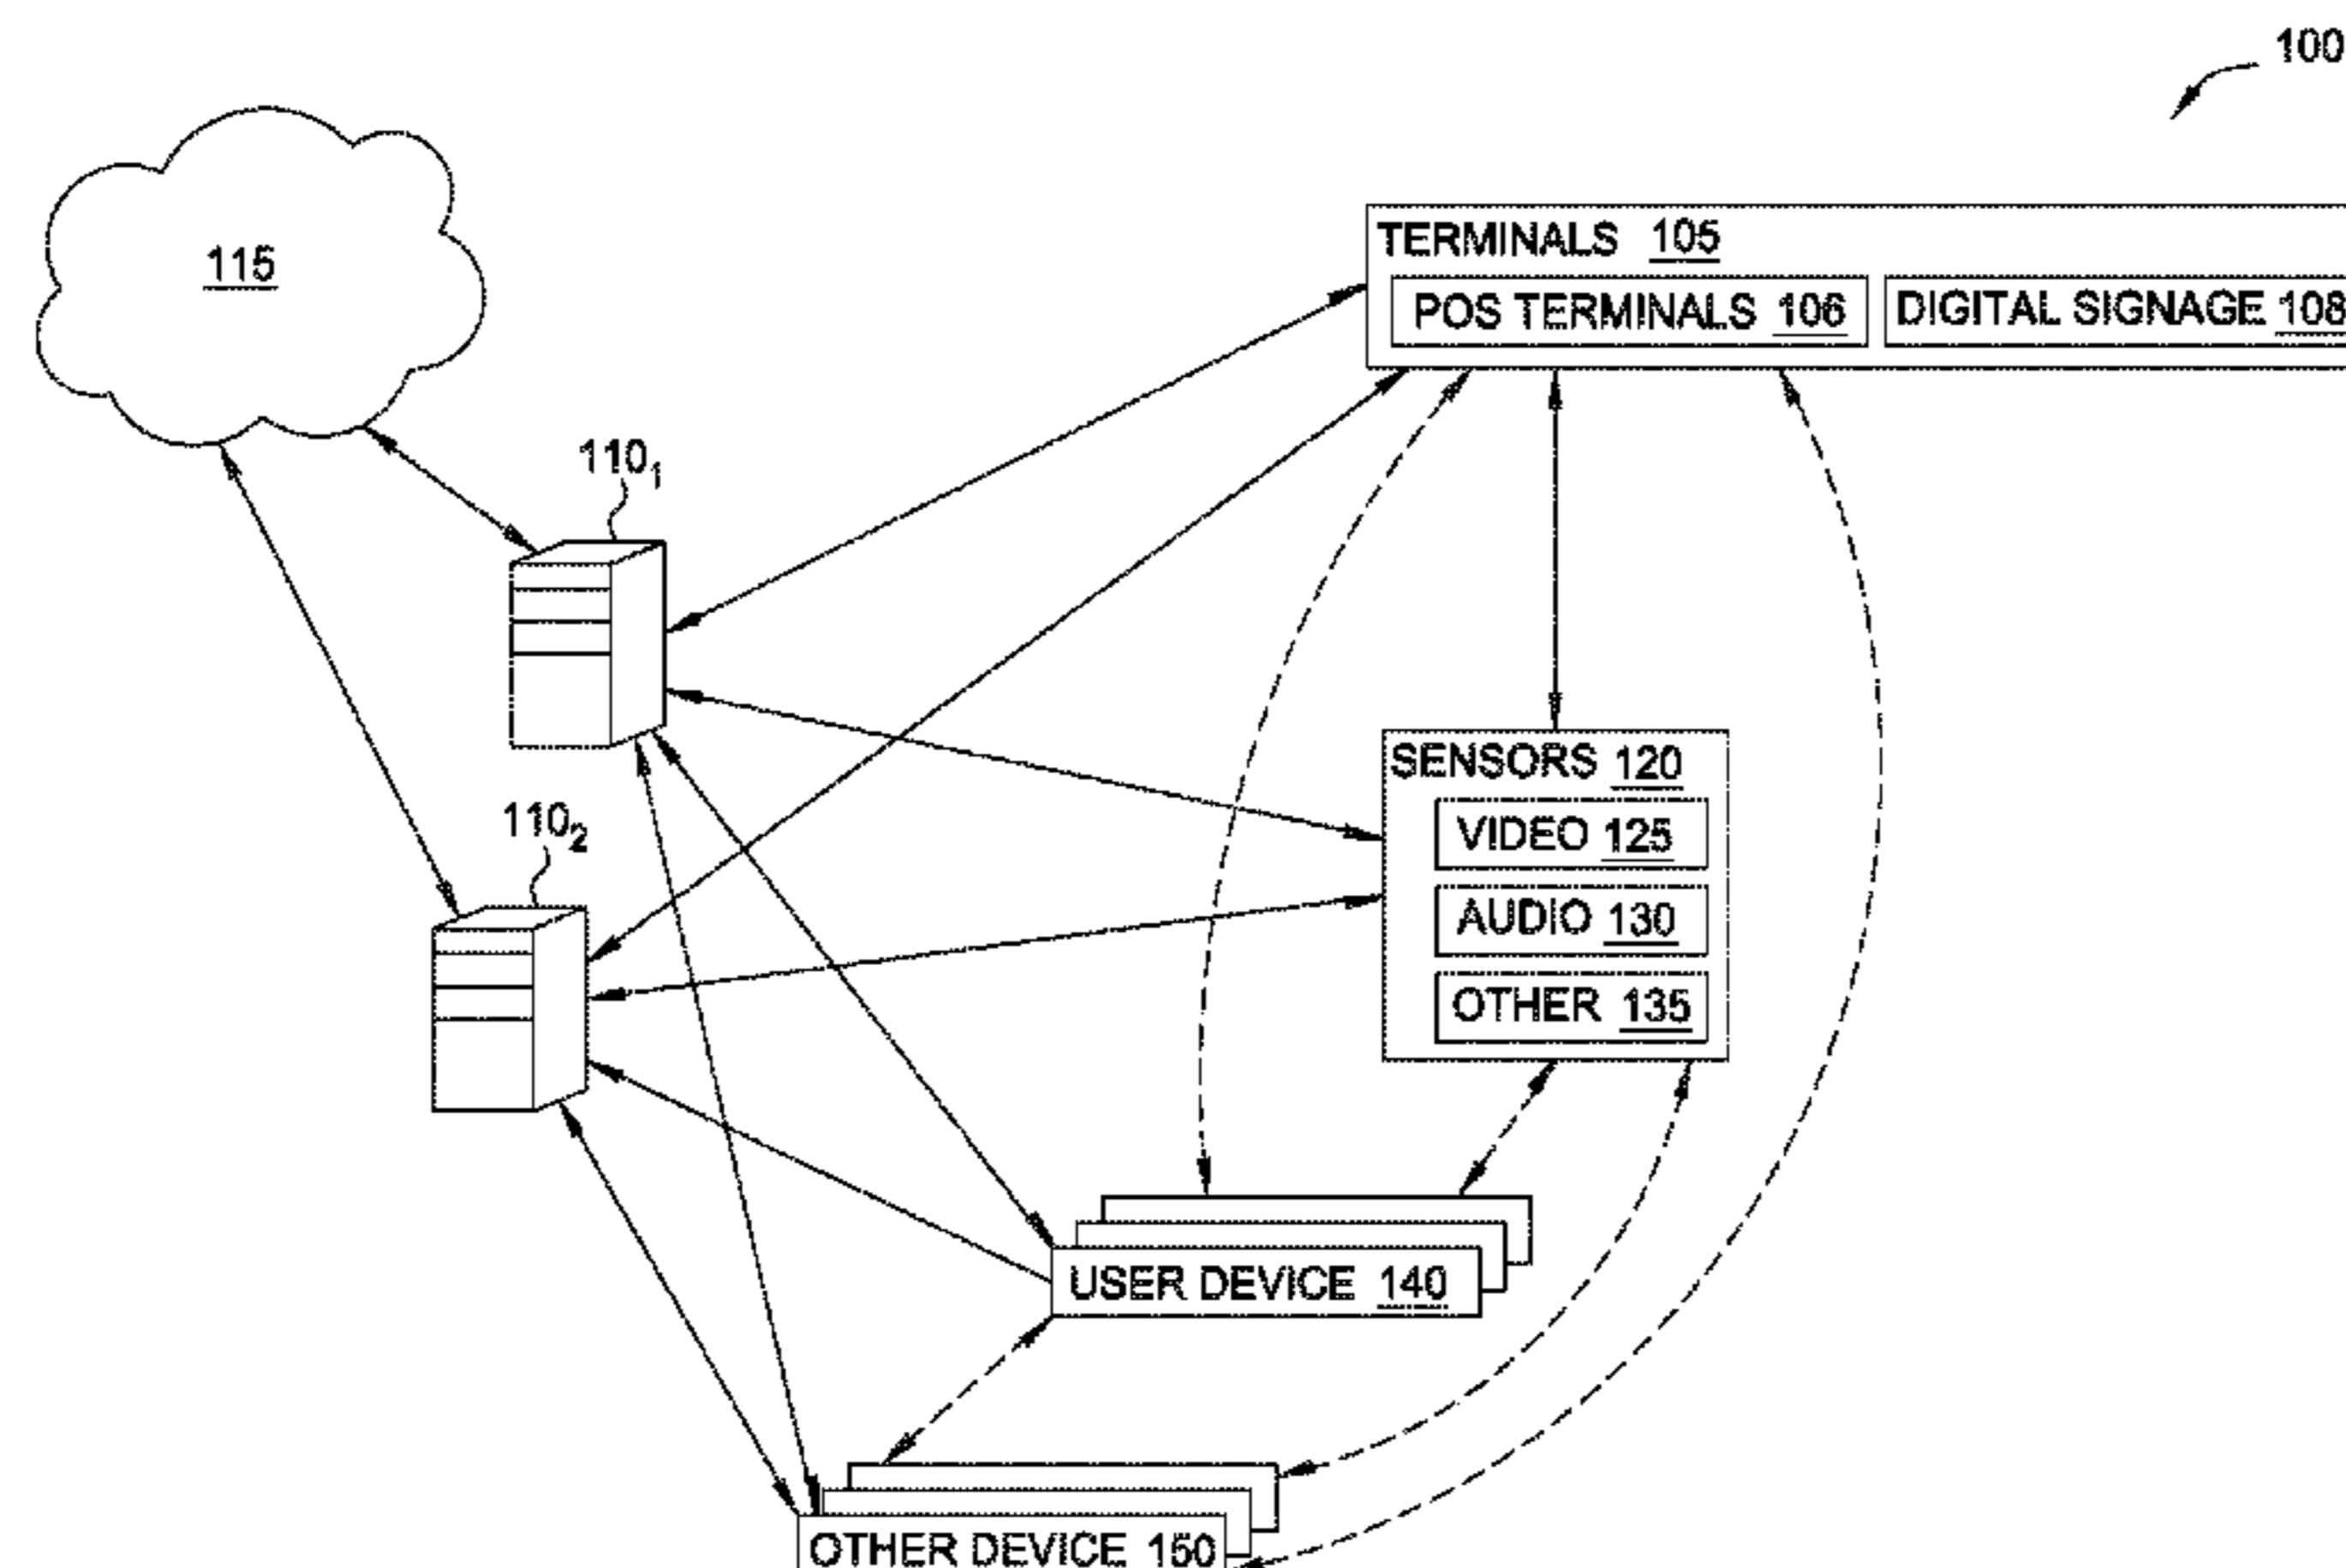 100
115
TERMINALS 105
POS TERMINALS 106
DIGITAL SIGNAGE 108
110₁
SENSORS 120
VIDEO 125
110₂
AUDIO 130
OTHER 135
USER DEVICE 140
OTHER DEVICE 150